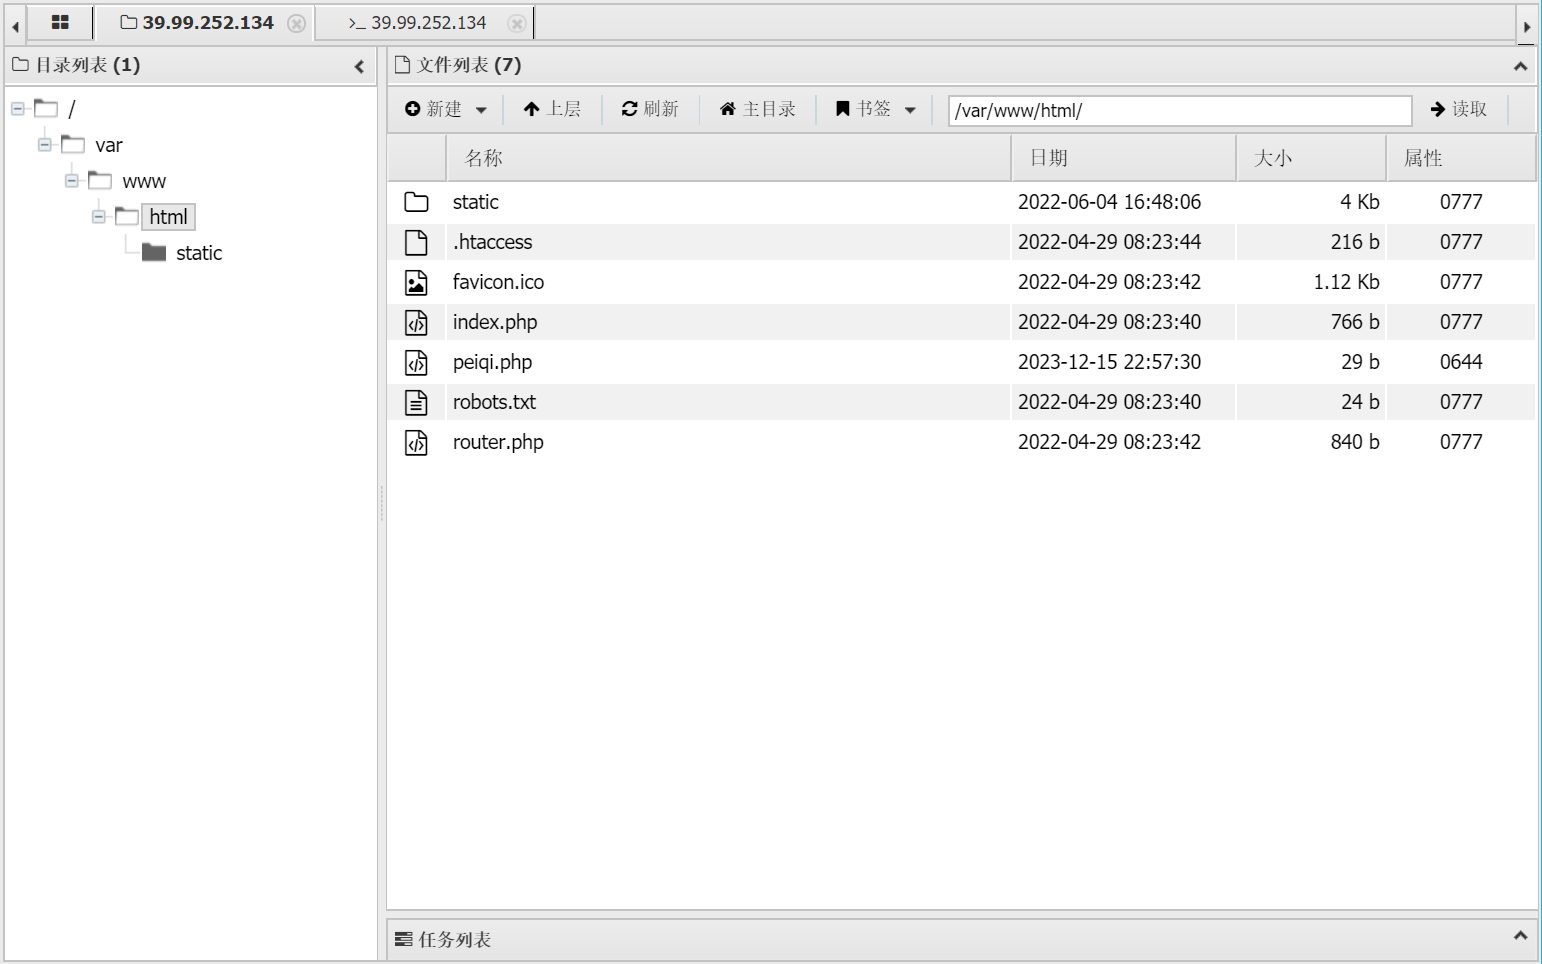 39.99.252.134
>_ 39.99.252.134
目录列表 (1)
/
var
www
html
static
文件列表 (7)
新建 上层 刷新 主目录 书签 /var/www/html/ 读取
名称 日期 大小 属性
static 2022-06-04 16:48:06 4 Kb 0777
.htaccess 2022-04-29 08:23:44 216 b 0777
favicon.ico 2022-04-29 08:23:42 1.12 Kb 0777
index.php 2022-04-29 08:23:40 766 b 0777
peiqi.php 2023-12-15 22:57:30 29 b 0644
robots.txt 2022-04-29 08:23:40 24 b 0777
router.php 2022-04-29 08:23:42 840 b 0777
任务列表